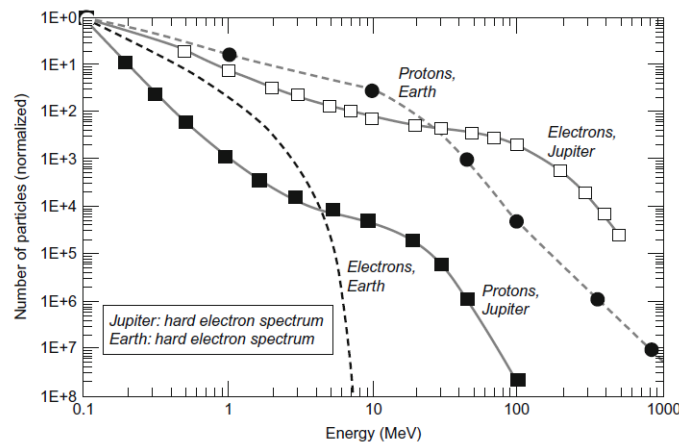 Number of particles (normalized)
1E+0
1E+1
1E+2
1E+3
1E+4
1E+5
1E+6
1E+7
1E+8
Protons,
Earth
Electrons,
Jupiter
Electrons,
Earth
Protons,
Jupiter
Jupiter: hard electron spectrum
Earth: hard electron spectrum
0.1
1
10
100
1000
Energy (MeV)